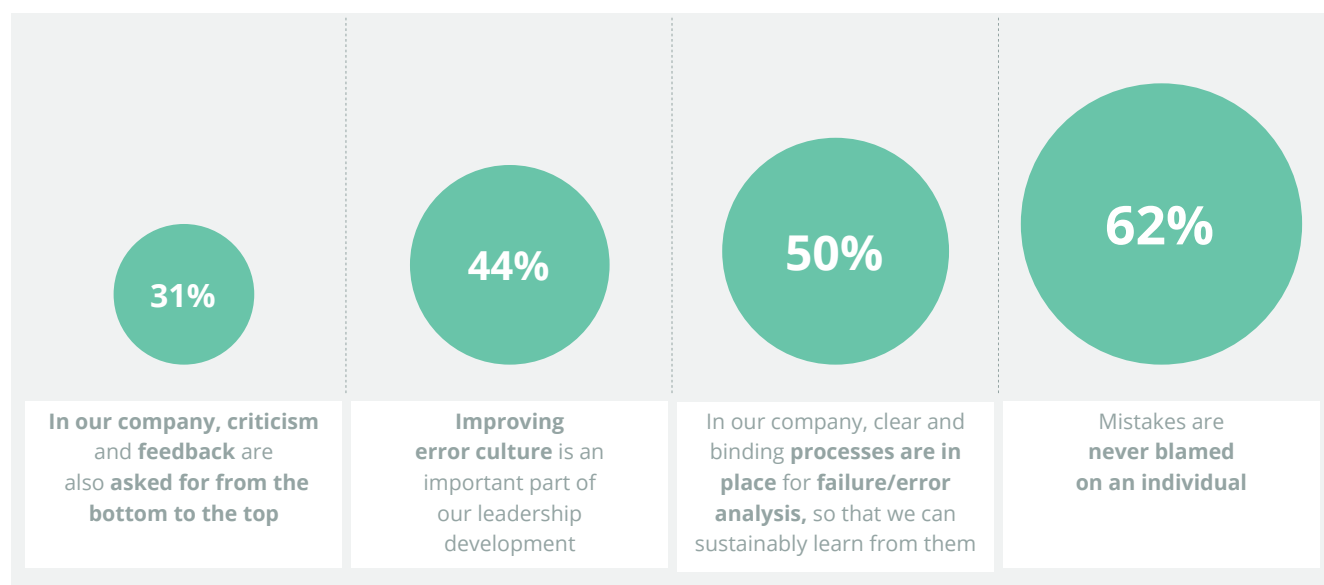 31%
44%
50%
62%
In our company, criticism
and feedback are
also asked for from the
bottom to the top
Improving
error culture is an
important part of
our leadership
development
In our company, clear and
binding processes are in
place for failure/error
analysis, so that we can
sustainably learn from them
Mistakes are
never blamed
on an individual